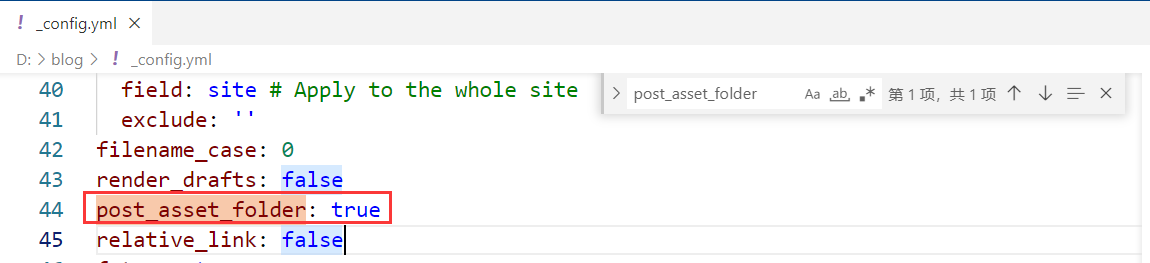 ! _config.yml ×
D: > blog > ! _config.yml
> post_asset_folder Aa ab, .* 第 1 项，共 1 项 ↑ ↓ ×
40 field: site # Apply to the whole site
41 exclude: ''
42 filename_case: 0
43 render_drafts: false
44 post_asset_folder: true
45 relative_link: false